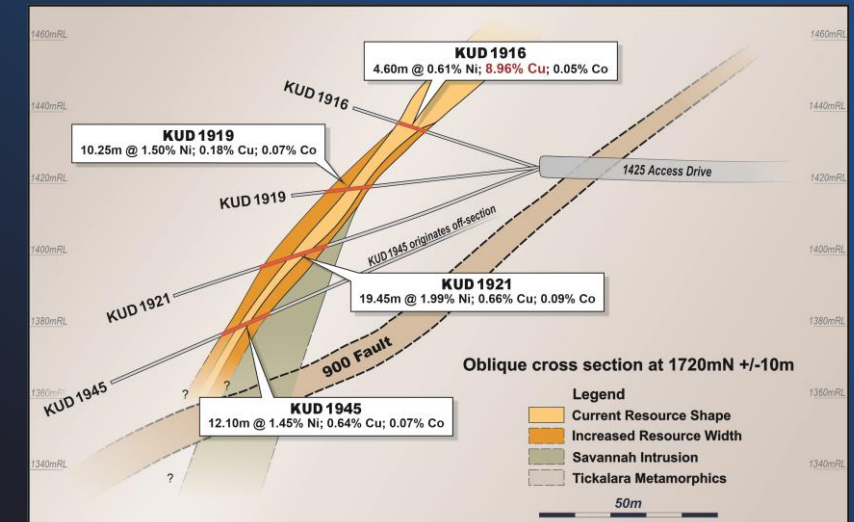 1460mRL
1460mRL
KUD 1916
4.60m @ 0.61% Ni; 8.96% Cu; 0.05% Co
KUD 1916
1440mRL
1440mRL
KUD 1919
10.25m @ 1.50% Ni; 0.18% Cu; 0.07% Co
1425 Access Drive
1420mRL
1420mRL
KUD 1919
KUD 1945 originates off-section
1400mRL
1400mRL
KUD 1921
19.45m @ 1.99% Ni; 0.66% Cu; 0.09% Co
KUD 1921
1380mRL
1380mRL
900 Fault
Oblique cross section at 1720mN +/-10m
KUD 1945
1360mRL
1360mRL
?
?
KUD 1945
12.10m @ 1.45% Ni; 0.64% Cu; 0.07% Co
Legend
Current Resource Shape
Increased Resource Width
Savannah Intrusion
Tickalara Metamorphics
1340mRL
1340mRL
?
50m